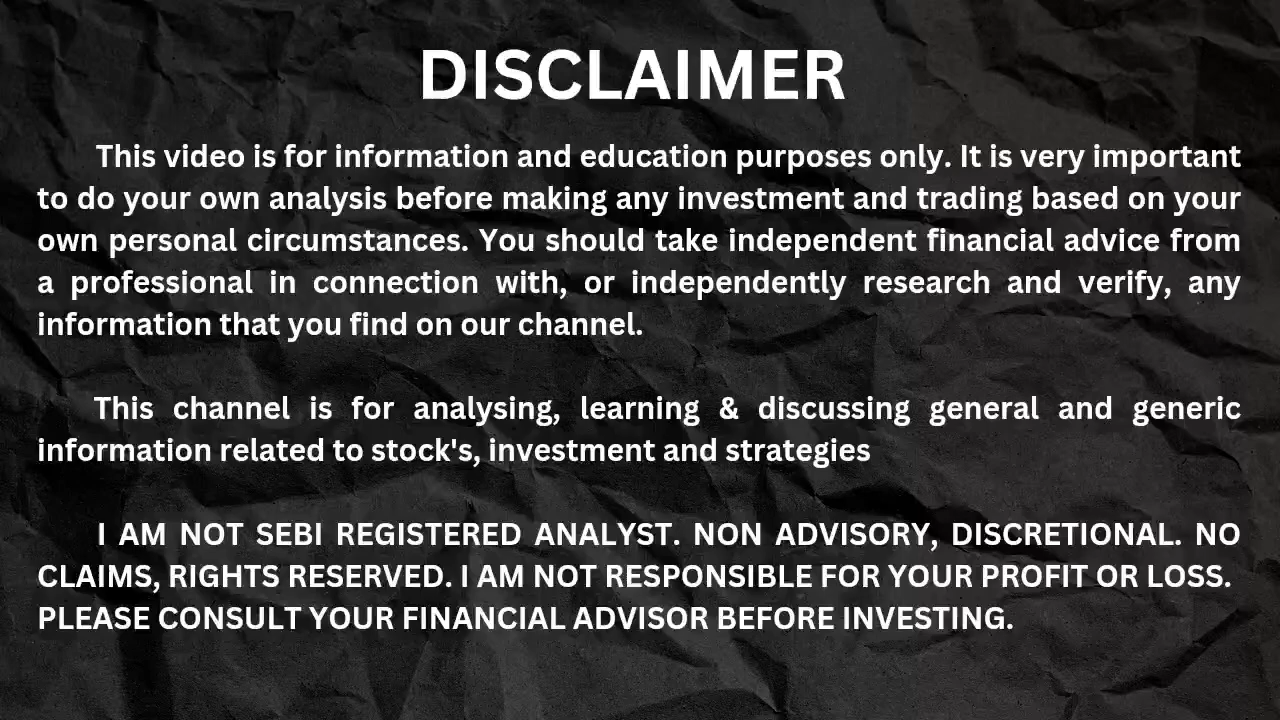 DISCLAIMER
This video is for information and education purposes only. It is very important
to do your own analysis before making any investment and trading based on your
own personal circumstances. You should take independent financial advice from
a professional in connection with, or independently research and verify, any
information that you find on our channel.
This channel is for analysing, learning & discussing general and generic
information related to stock's, investment and strategies
I AM NOT SEBI REGISTERED ANALYST. NON ADVISORY, DISCRETIONAL. NO
CLAIMS, RIGHTS RESERVED. I AM NOT RESPONSIBLE FOR YOUR PROFIT OR LOSS.
PLEASE CONSULT YOUR FINANCIAL ADVISOR BEFORE INVESTING.